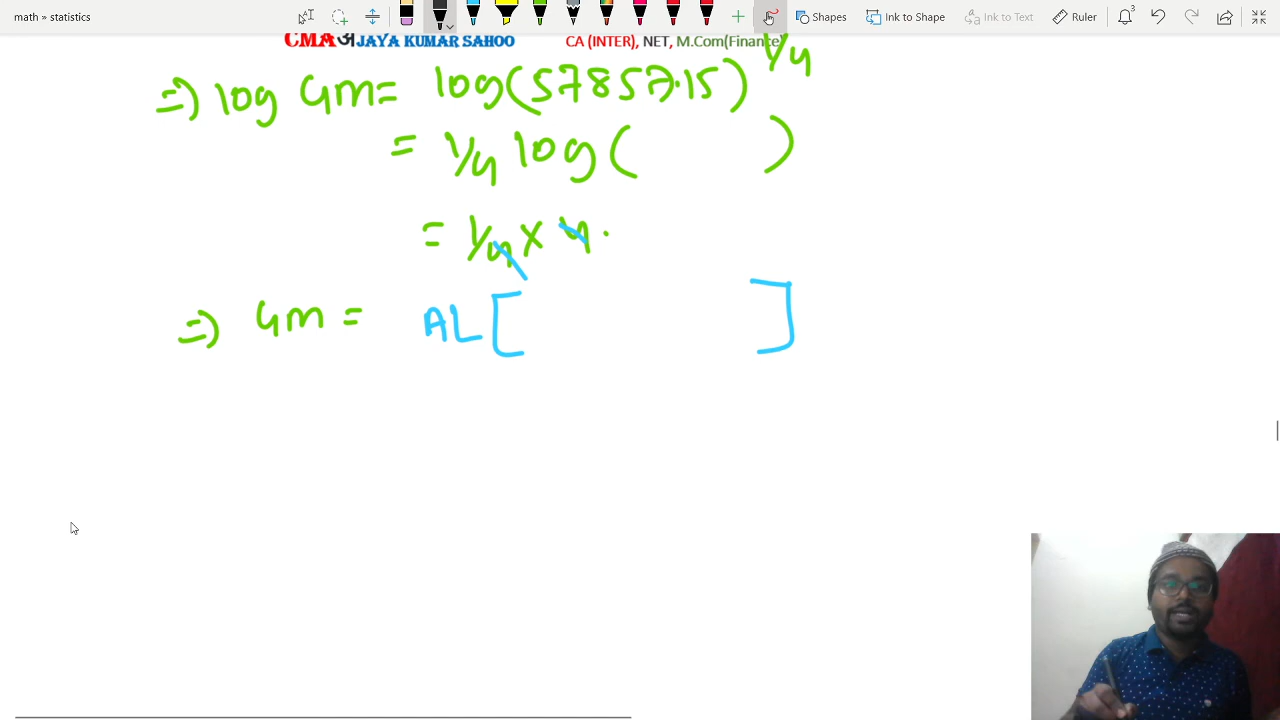 math » statistics
Shapes Ink to Shape Ink to Text Ruler
CMA अJAYA KUMAR SAHOO CA (INTER), NET, M.Com(Finance)
⇒ log GM = log(57857.15)^1/4
= 1/4 log( )
= 1/4 × 4.
⇒ GM = AL[ ]